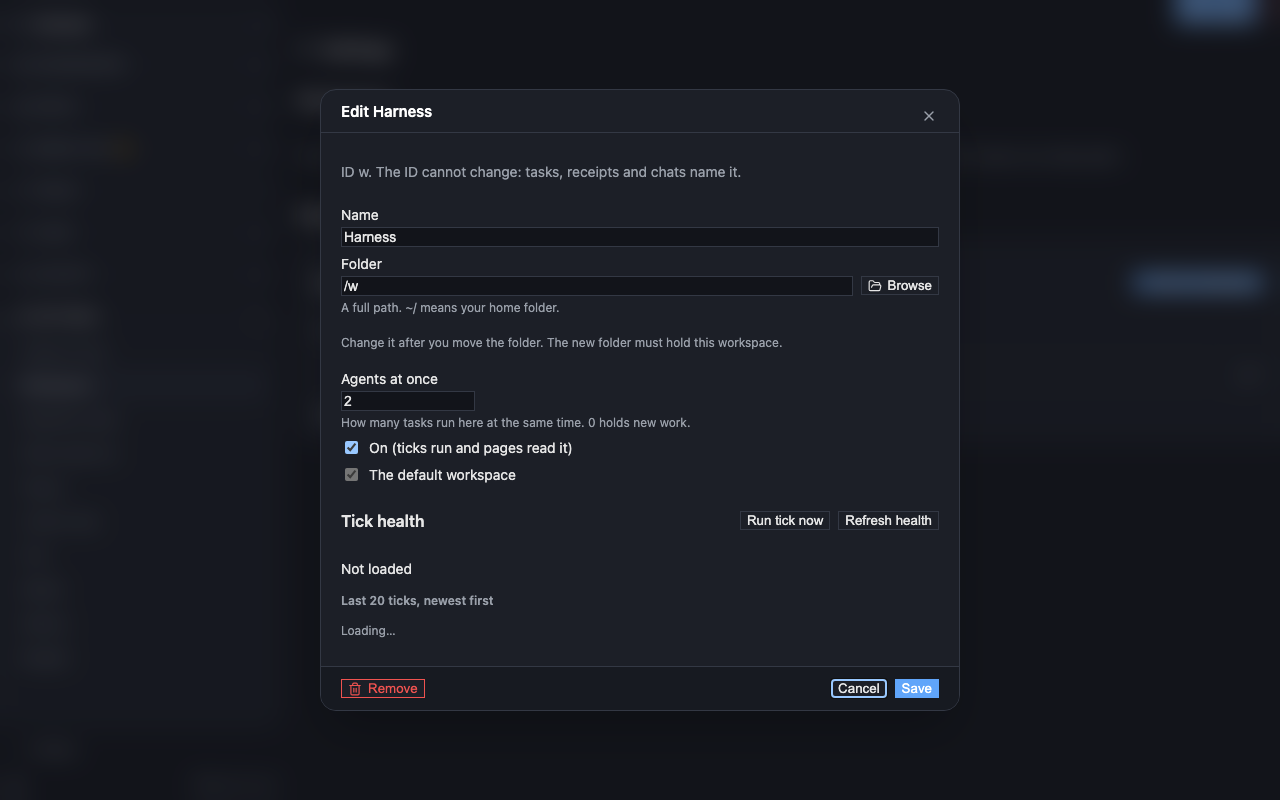 Edit Harness
ID w. The ID cannot change: tasks, receipts and chats name it.
Name
Harness
Folder
/w
Browse
A full path. ~/ means your home folder.
Change it after you move the folder. The new folder must hold this workspace.
Agents at once
2
How many tasks run here at the same time. 0 holds new work.
On (ticks run and pages read it)
The default workspace
Tick health
Run tick now
Refresh health
Not loaded
Last 20 ticks, newest first
Loading…
Remove
Cancel
Save